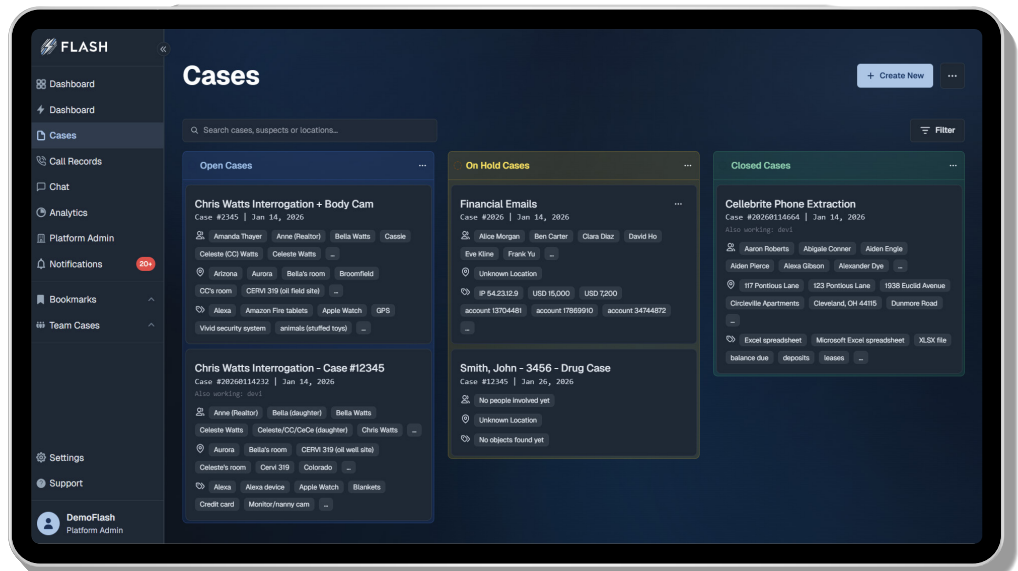 FLASH
Dashboard
Dashboard
Cases
Call Records
Chat
Analytics
Platform Admin
Notifications 20+
Bookmarks
Team Cases
Settings
Support
DemoFlash
Platform Admin
Cases
+ Create New ...
Search cases, suspects or locations...
Filter
Open Cases ...
Chris Watts Interrogation + Body Cam
Case #2345 | Jan 14, 2026
Amanda Thayer Anne (Realtor) Bella Watts Cassie
Celeste (CC) Watts Celeste Watts ...
Arizona Aurora Bella's room Broomfield
CC's room CERVI 319 (oil field site) ...
Alexa Amazon Fire tablets Apple Watch GPS
Vivid security system animals (stuffed toys) ...
Chris Watts Interrogation - Case #12345
Case #20260114232 | Jan 14, 2026
Also working: devi
Anne (Realtor) Bella (daughter) Bella Watts
Celeste Watts Celeste/CC/CeCe (daughter) Chris Watts ...
Aurora Bella's room CERVI 319 (oil well site)
Celeste's room Cervi 319 Colorado ...
Alexa Alexa device Apple Watch Blankets
Credit card Monitor/nanny cam ...
On Hold Cases ...
Financial Emails ...
Case #2026 | Jan 14, 2026
Alice Morgan Ben Carter Clara Diaz David Ho
Eve Kline Frank Yu ...
Unknown Location
IP 54.23.12.9 USD 15,000 USD 7,200
account 13704481 account 17869910 account 34744872
...
Smith, John - 3456 - Drug Case
Case #12345 | Jan 26, 2026
No people involved yet
Unknown Location
No objects found yet
Closed Cases ...
Cellebrite Phone Extraction
Case #20260114664 | Jan 14, 2026
Also working: devi
Aaron Roberts Abigale Conner Aiden Engle
Aiden Pierce Alexa Gibson Alexander Dye ...
117 Pontious Lane 123 Pontious Lane 1938 Euclid Avenue
Circleville Apartments Cleveland, OH 44115 Dunmore Road
...
Excel spreadsheet Microsoft Excel spreadsheet XLSX file
balance due deposits leases ...